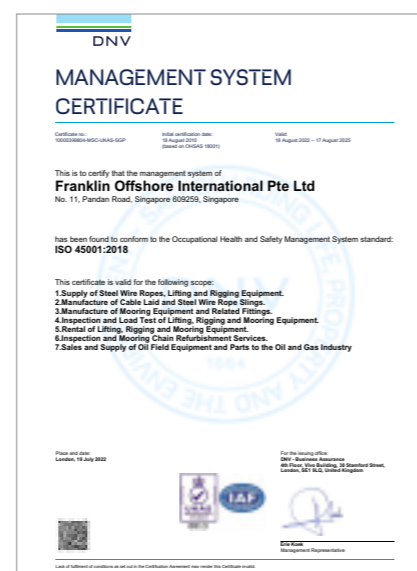 DNV
MANAGEMENT SYSTEM
CERTIFICATE
Certificate no.:
Initial certification date:
(based on OHSAS 18001)
Valid:
18 August 2022 – 17 August 2025
This is to certify that the management system of
Franklin Offshore International Pte Ltd
No. 11, Pandan Road, Singapore 609259, Singapore
has been found to conform to the Occupational Health and Safety Management System standard:
ISO 45001:2018
This certificate is valid for the following scope:
1.Supply of Steel Wire Ropes, Lifting and Rigging Equipment.
2.Manufacture of Cable Laid and Steel Wire Rope Slings.
3.Manufacture of Mooring Equipment and Related Fittings.
4.Inspection and Load Test of Lifting, Rigging and Mooring Equipment.
5.Rental of Lifting, Rigging and Mooring Equipment.
6.Inspection and Mooring Chain Refurbishment Services.
7.Sales and Supply of Oil Field Equipment and Parts to the Oil and Gas Industry
1864
Place and date:
London, 19 July 2022
For the issuing office:
DNV - Business Assurance
4th Floor, Vivo Building, 30 Stamford Street,
London, SE1 9LQ, United Kingdom
UKAS
IAF
Erie Koek
Management Representative
Lack of fulfilment of conditions as set out in the Certification Agreement may render this Certificate invalid.